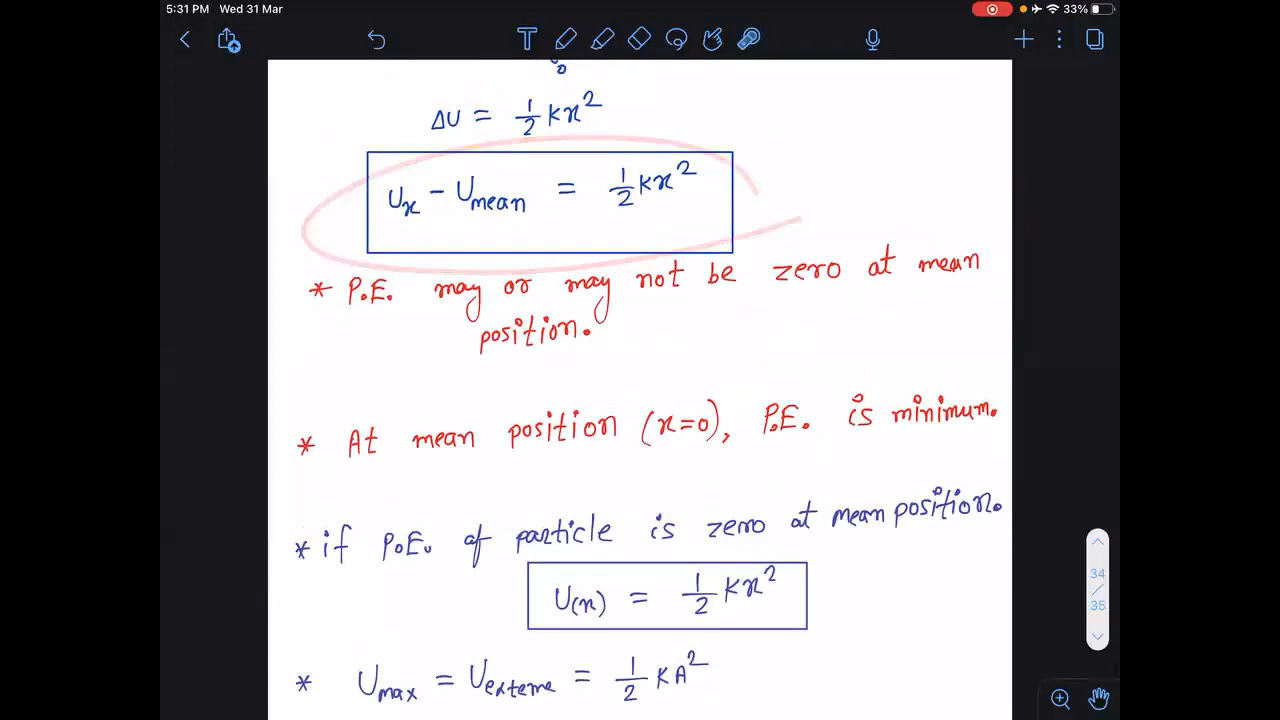 5:31 PM Wed 31 Mar
33%
ΔU = ½ Kx²
Uₓ - Umean = ½ Kx²
* P.E. may or may not be zero at mean
position.
* At mean position (x=0), P.E. is minimum.
* if P.E. of particle is zero at mean position.
U(x) = ½ Kx²
34
/
35
* Umax = Uexteme = ½ KA²